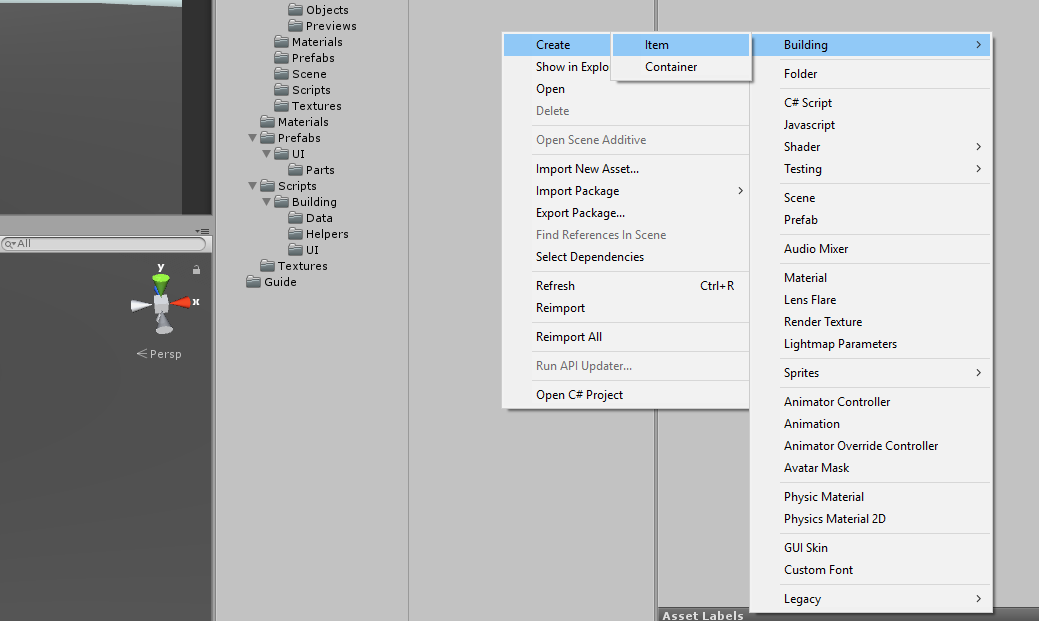 Objects
Previews
Materials
Prefabs
Scene
Scripts
Textures
Materials
Prefabs
UI
Parts
Scripts
Building
Data
Helpers
UI
Textures
Guide
All
y
x
Persp
Create
Show in Explo
Open
Delete
Open Scene Additive
Import New Asset...
Import Package
Export Package...
Find References In Scene
Select Dependencies
Refresh Ctrl+R
Reimport
Reimport All
Run API Updater...
Open C# Project
Item
Container
Building
Folder
C# Script
Javascript
Shader
Testing
Scene
Prefab
Audio Mixer
Material
Lens Flare
Render Texture
Lightmap Parameters
Sprites
Animator Controller
Animation
Animator Override Controller
Avatar Mask
Physic Material
Physics Material 2D
GUI Skin
Custom Font
Legacy
Asset Labels